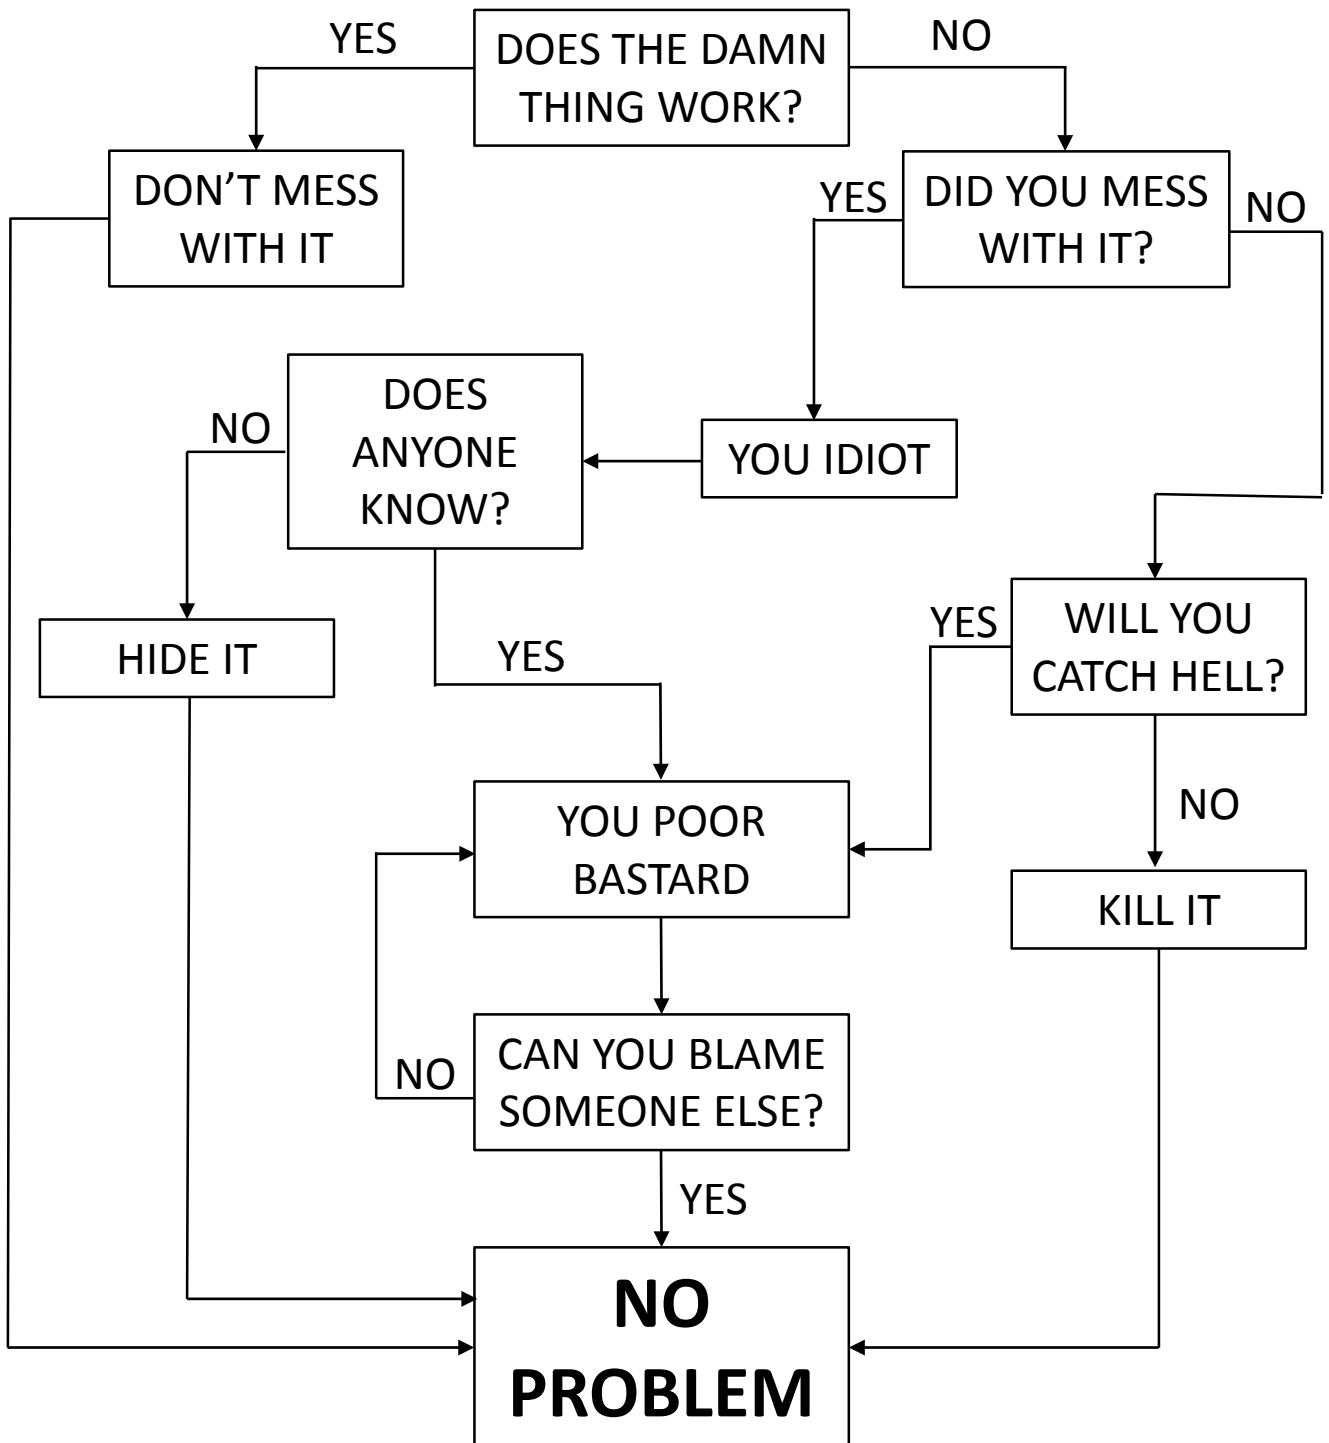 YES
DOES THE DAMN
THING WORK?
NO
DON’T MESS
WITH IT
YES
DID YOU MESS
WITH IT?
NO
NO
DOES
ANYONE
KNOW?
YOU IDIOT
HIDE IT
YES
YES
WILL YOU
CATCH HELL?
YOU POOR
BASTARD
NO
KILL IT
NO
CAN YOU BLAME
SOMEONE ELSE?
YES
NO
PROBLEM